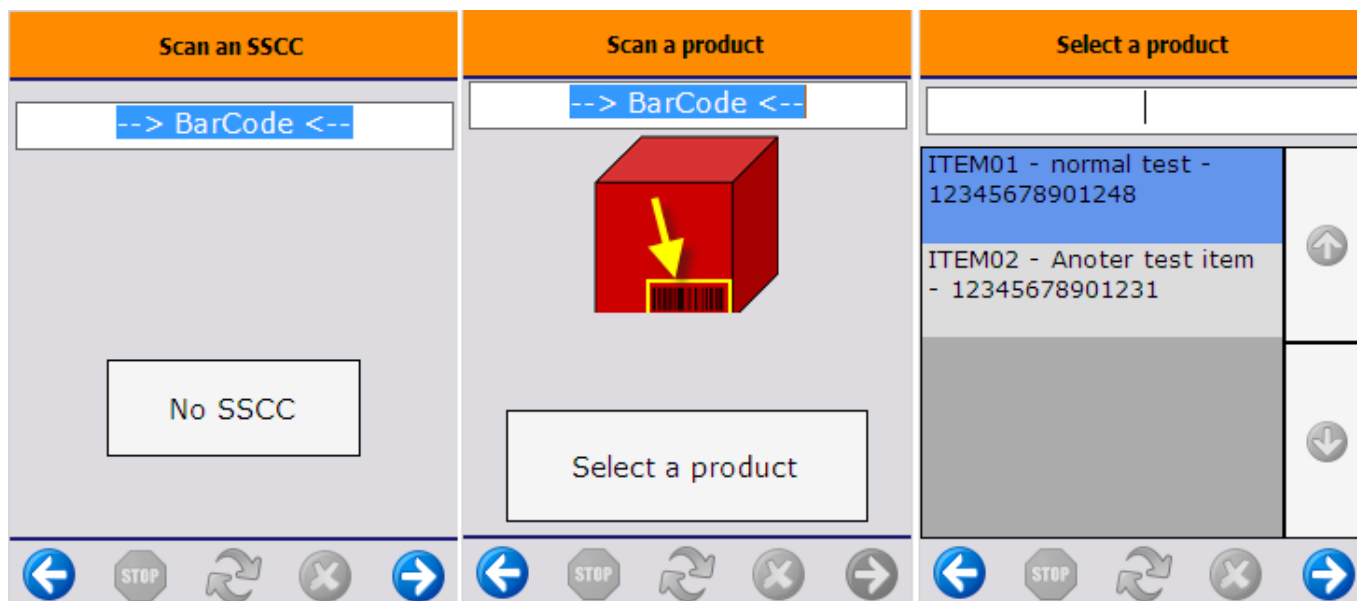 Scan an SSCC
--> BarCode <--
No SSCC
STOP
Scan a product
--> BarCode <--
Select a product
STOP
Select a product
ITEM01 - normal test -
12345678901248
ITEM02 - Anoter test item
- 12345678901231
STOP